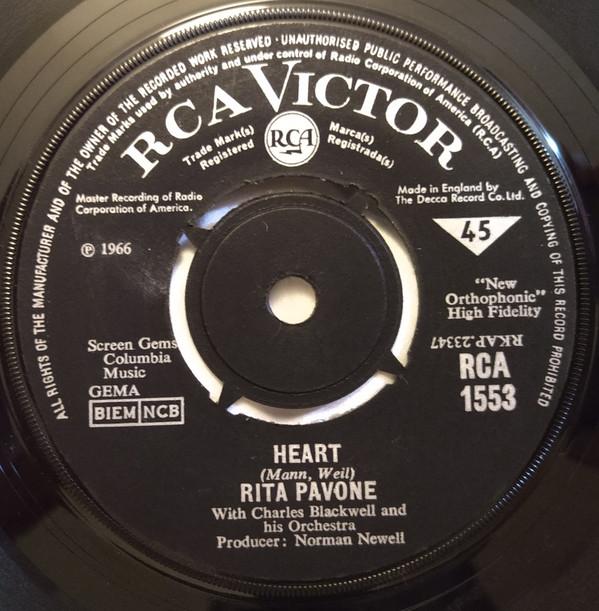 ALL RIGHTS OF THE MANUFACTURER AND OF THE OWNER OF THE RECORDED WORK RESERVED · UNAUTHORISED PUBLIC PERFORMANCE BROADCASTING AND COPYING OF THIS RECORD PROHIBITED
Trade Marks used by authority and under control of Radio Corporation of America (R.C.A)
RCA VICTOR
Trade Mark(s)
Registered
RCA
Marca(s)
Registrada(s)
Master Recording of Radio
Corporation of America.
Made in England by
The Decca Record Co. Ltd.
45
℗ 1966
"New
Orthophonic"
High Fidelity
RKAP.23347
Screen Gems
Columbia
Music
GEMA
BIEM NCB
RCA
1553
HEART
(Mann, Weil)
RITA PAVONE
With Charles Blackwell and
his Orchestra
Producer: Norman Newell